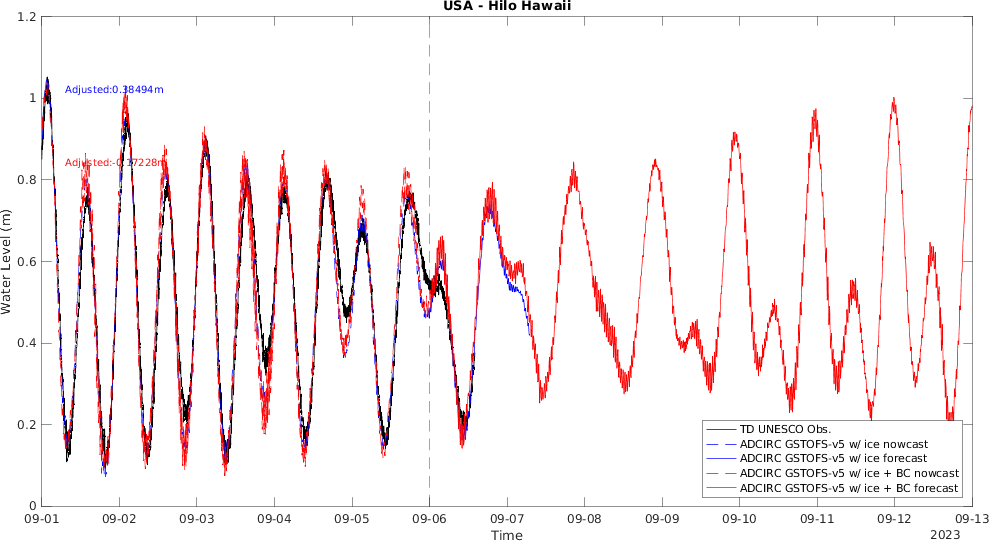 USA - Hilo Hawaii
1.2
1
0.8
0.6
0.4
0.2
0
Water Level (m)
Adjusted:0.38494m
Adjusted:-0.17228m
TD UNESCO Obs.
ADCIRC GSTOFS-v5 w/ ice nowcast
ADCIRC GSTOFS-v5 w/ ice forecast
ADCIRC GSTOFS-v5 w/ ice + BC nowcast
ADCIRC GSTOFS-v5 w/ ice + BC forecast
09-01 09-02 09-03 09-04 09-05 09-06 09-07 09-08 09-09 09-10 09-11 09-12 09-13
Time
2023